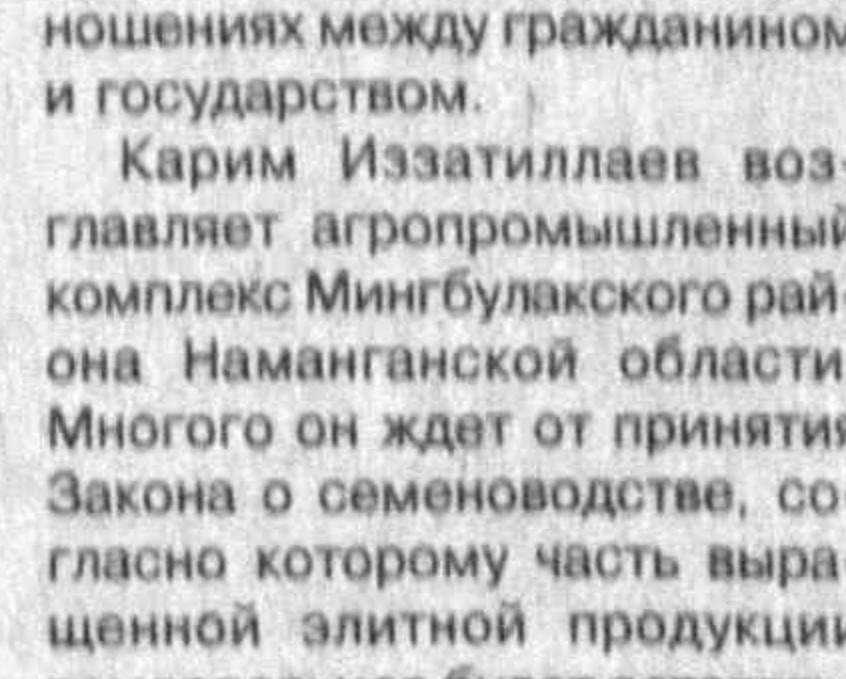 ношениях между гражданином
и государством.
Карим Иззатиллаев воз-
главляет агропромышленный
комплекс Мингбулакского рай-
она Наманганской области.
Многого он ждет от принятия
Закона о семеноводстве, со-
гласно которому часть выра-
щенной элитной продукции